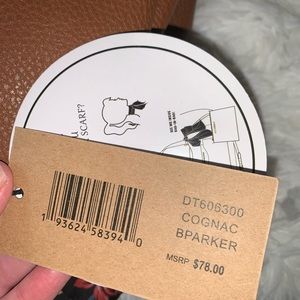 SCARF?
DT606300
COGNAC
BPARKER
MSRP $78.00
1 93624 58394 0